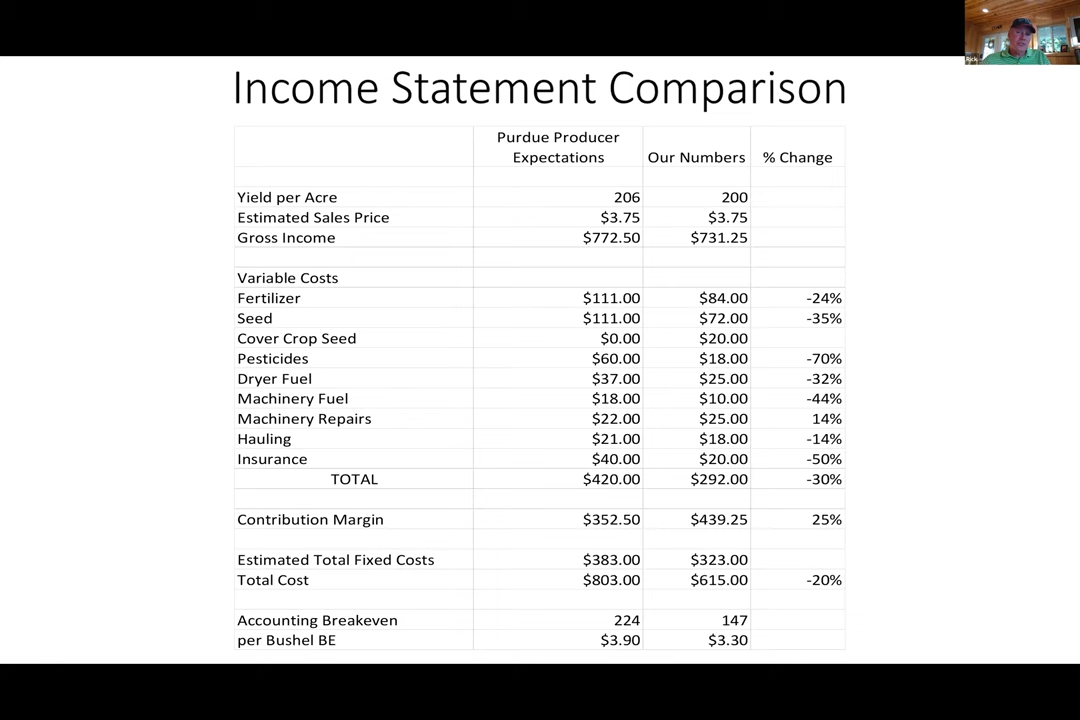 Rick
Income Statement Comparison
Purdue Producer
Expectations Our Numbers % Change
Yield per Acre 206 200
Estimated Sales Price $3.75 $3.75
Gross Income $772.50 $731.25
Variable Costs
Fertilizer $111.00 $84.00 -24%
Seed $111.00 $72.00 -35%
Cover Crop Seed $0.00 $20.00
Pesticides $60.00 $18.00 -70%
Dryer Fuel $37.00 $25.00 -32%
Machinery Fuel $18.00 $10.00 -44%
Machinery Repairs $22.00 $25.00 14%
Hauling $21.00 $18.00 -14%
Insurance $40.00 $20.00 -50%
TOTAL $420.00 $292.00 -30%
Contribution Margin $352.50 $439.25 25%
Estimated Total Fixed Costs $383.00 $323.00
Total Cost $803.00 $615.00 -20%
Accounting Breakeven 224 147
per Bushel BE $3.90 $3.30